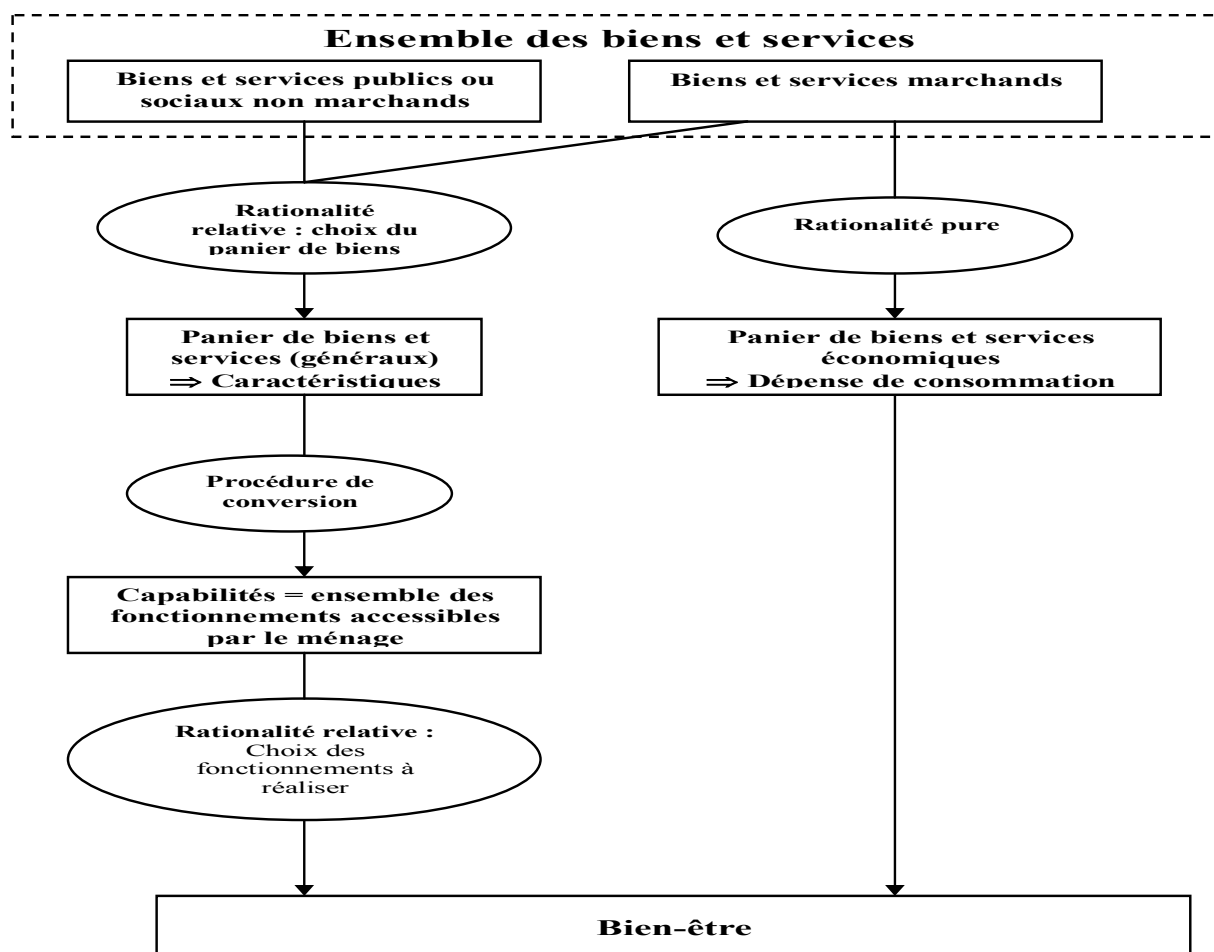 Ensemble des biens et services
Biens et services publics ou
sociaux non marchands
Biens et services marchands
Rationalité
relative : choix du
panier de biens
Rationalité pure
Panier de biens et
services (généraux)
⇒ Caractéristiques
Panier de biens et services
économiques
⇒ Dépense de consommation
Procédure de
conversion
Capabilités = ensemble des
fonctionnements accessibles
par le ménage
Rationalité relative :
Choix des
fonctionnements à
réaliser
Bien-être